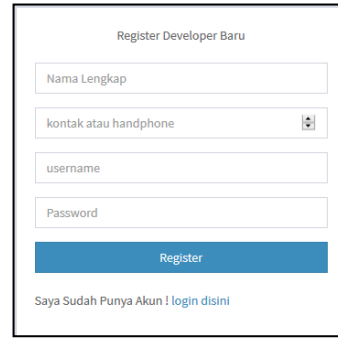 Register Developer Baru
Nama Lengkap
kontak atau handphone
username
Password
Register
Saya Sudah Punya Akun ! login disini